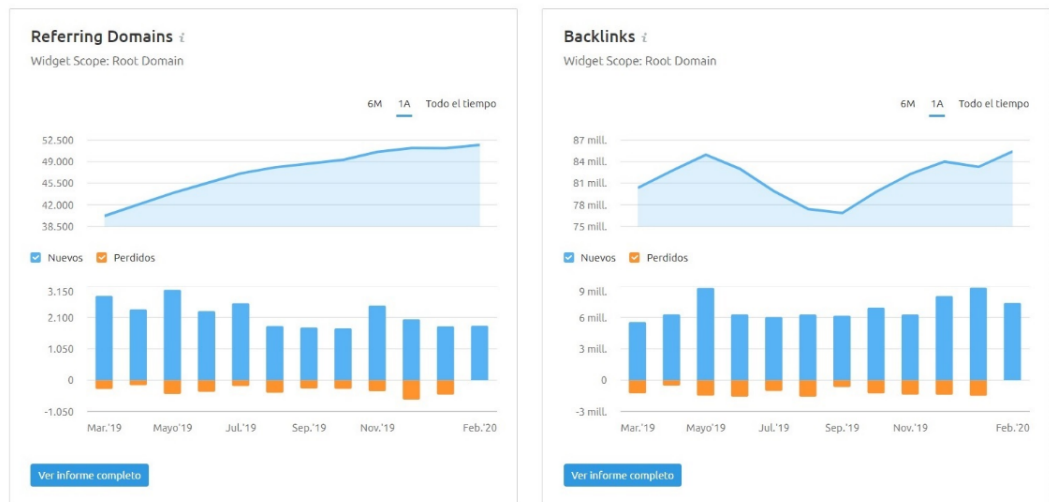 Referring Domains i
Widget Scope: Root Domain
6M 1A Todo el tiempo
52.500
49.000
45.500
42.000
38.500
Nuevos Perdidos
3.150
2.100
1.050
0
-1.050
Mar.'19 Mayo'19 Jul.'19 Sep.'19 Nov.'19 Feb.'20
Ver informe completo
Backlinks i
Widget Scope: Root Domain
6M 1A Todo el tiempo
87 mill.
84 mill.
81 mill.
78 mill.
75 mill.
Nuevos Perdidos
9 mill.
6 mill.
3 mill.
0
-3 mill.
Mar.'19 Mayo'19 Jul.'19 Sep.'19 Nov.'19 Feb.'20
Ver informe completo